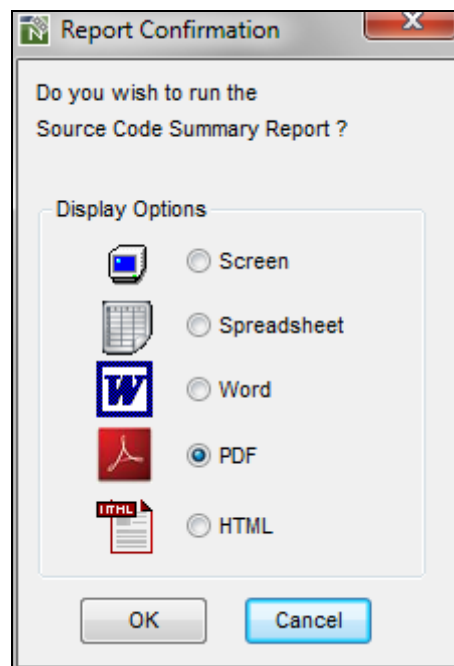 Report Confirmation
Do you wish to run the
Source Code Summary Report ?
Display Options
Screen
Spreadsheet
W
Word
PDF
HTML
HTML
OK
Cancel